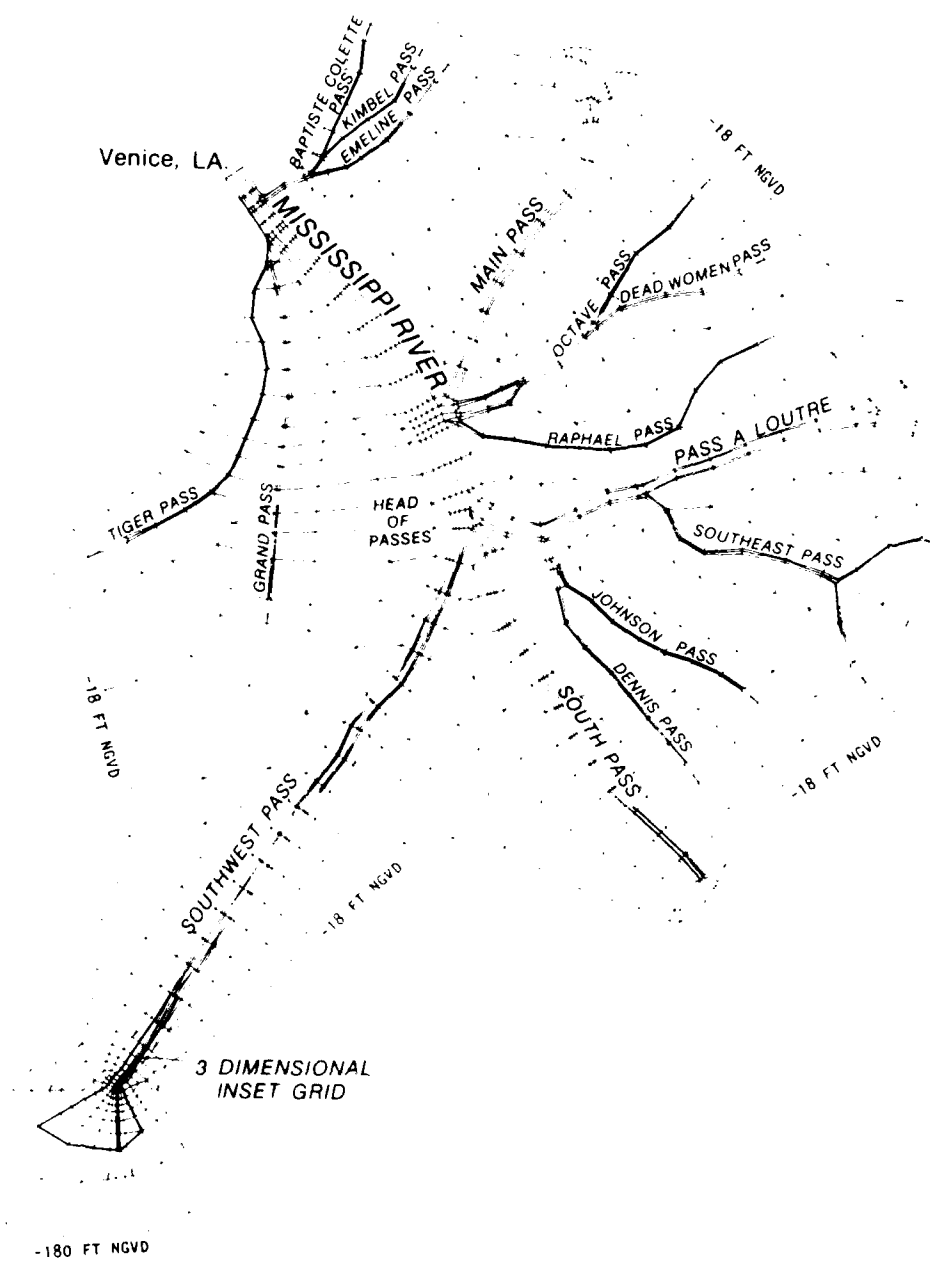 BAPTISTE COLETTE
PASS
KIMBEL PASS
EMELINE PASS
Venice, LA.
-18 FT NGVD
MISSISSIPPI RIVER
MAIN PASS
OCTAVE PASS
DEAD WOMEN PASS
RAPHAEL PASS
PASS A LOUTRE
TIGER PASS
GRAND PASS
HEAD
OF
PASSES
SOUTHEAST PASS
JOHNSON PASS
DENNIS PASS
SOUTH PASS
-18 FT NGVD
-18 FT NGVD
SOUTHWEST PASS
-18 FT NGVD
3 DIMENSIONAL
INSET GRID
-180 FT NGVD